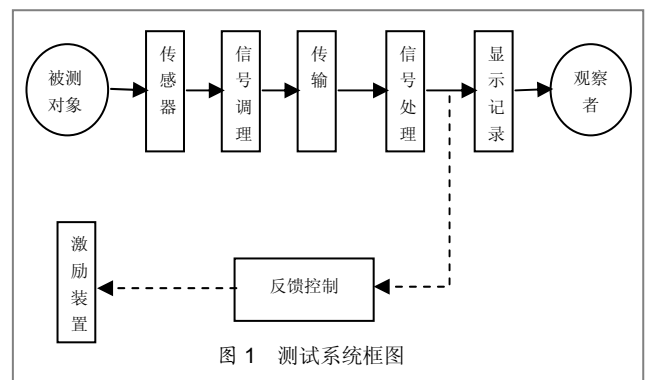 被测
对象
传感器
信号调理
传输
信号处理
显示记录
观察
者
激励装置
反馈控制
图 1 测试系统框图